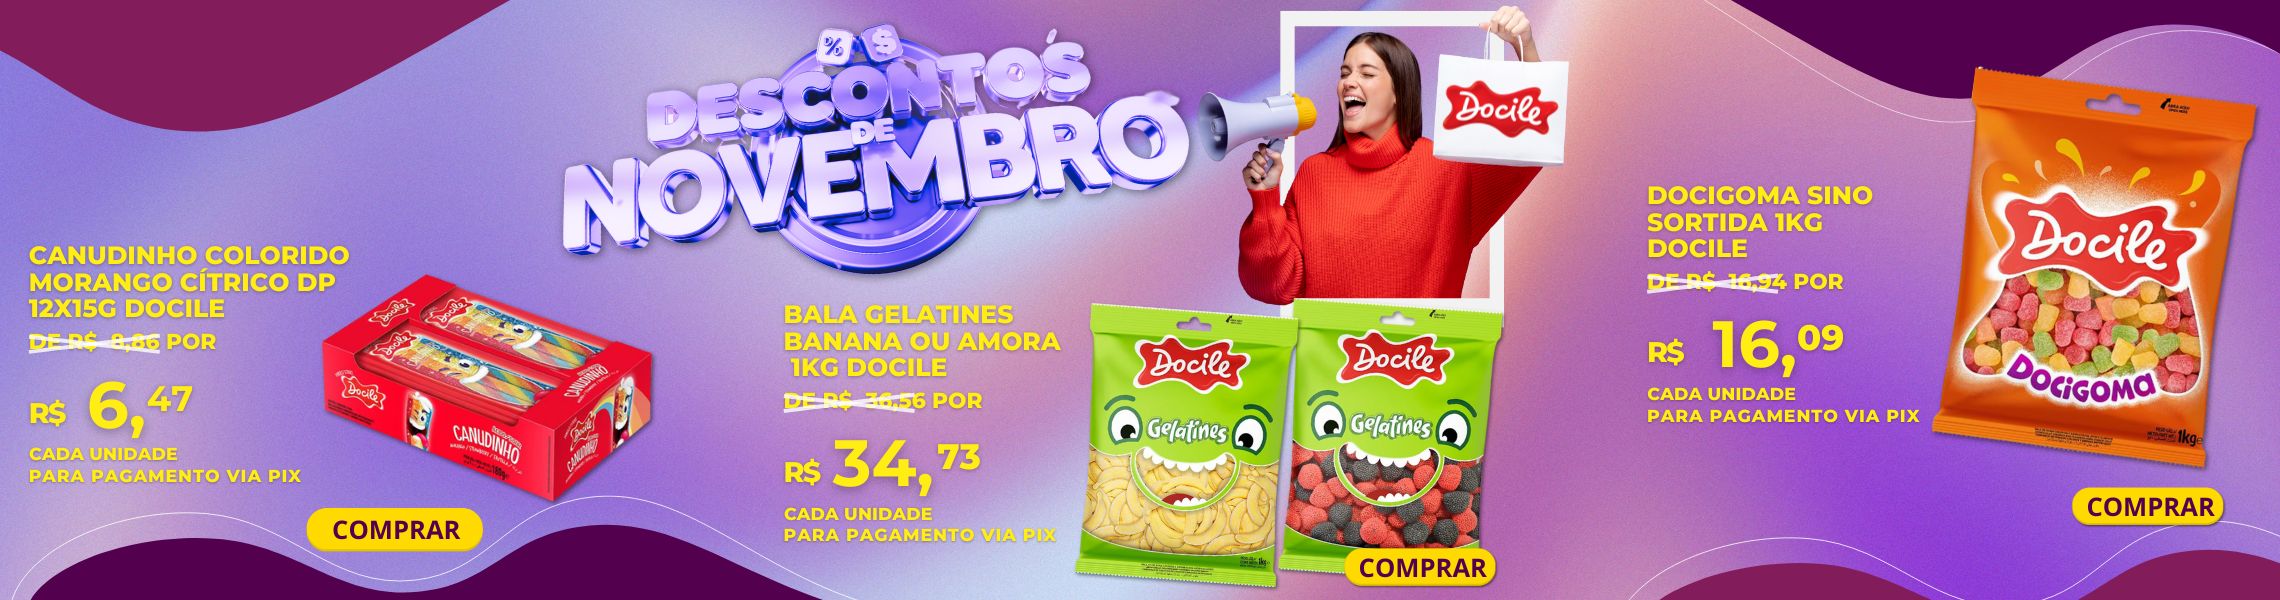 DESCONTOS
DE
NOVEMBRO
Docile
CANUDINHO COLORIDO
MORANGO CÍTRICO DP
12X15G DOCILE
DE R$ 8,86 POR
R$ 6,47
CADA UNIDADE
PARA PAGAMENTO VIA PIX
Docile
CANUDINHO
COMPRAR
BALA GELATINES
BANANA OU AMORA
1KG DOCILE
DE R$ 36,56 POR
R$ 34,73
CADA UNIDADE
PARA PAGAMENTO VIA PIX
Docile
Gelatines
Docile
Gelatines
COMPRAR
DOCIGOMA SINO
SORTIDA 1KG
DOCILE
DE R$ 16,94 POR
R$ 16,09
CADA UNIDADE
PARA PAGAMENTO VIA PIX
Docile
DOCIGOMA
1kg
COMPRAR